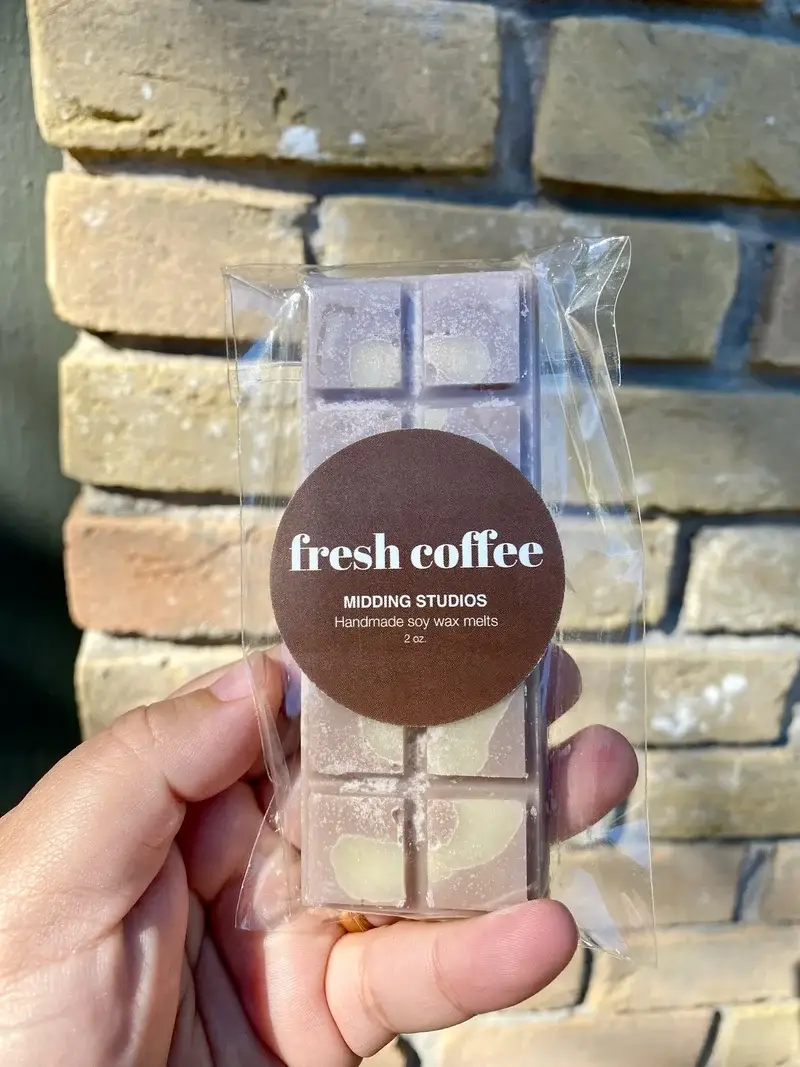 fresh coffee
MIDDING STUDIOS
Handmade soy wax melts
2 oz.